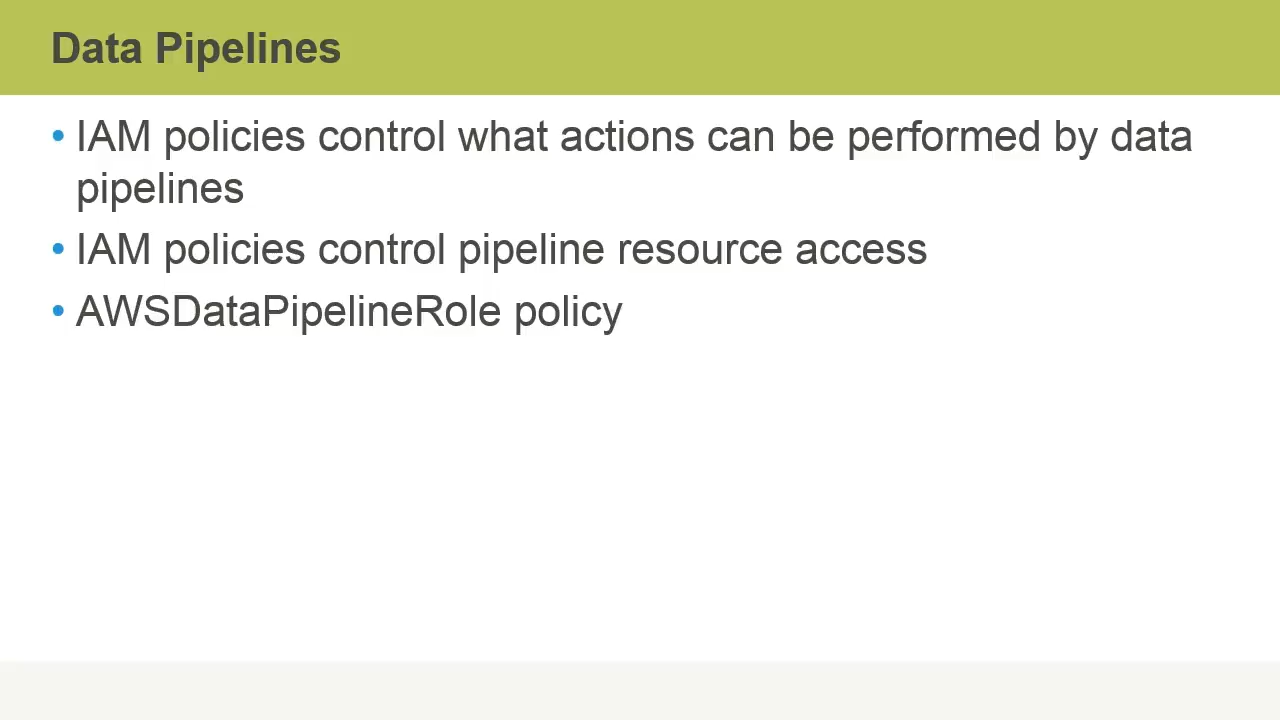 Data Pipelines
• IAM policies control what actions can be performed by data
pipelines
• IAM policies control pipeline resource access
• AWSDataPipelineRole policy